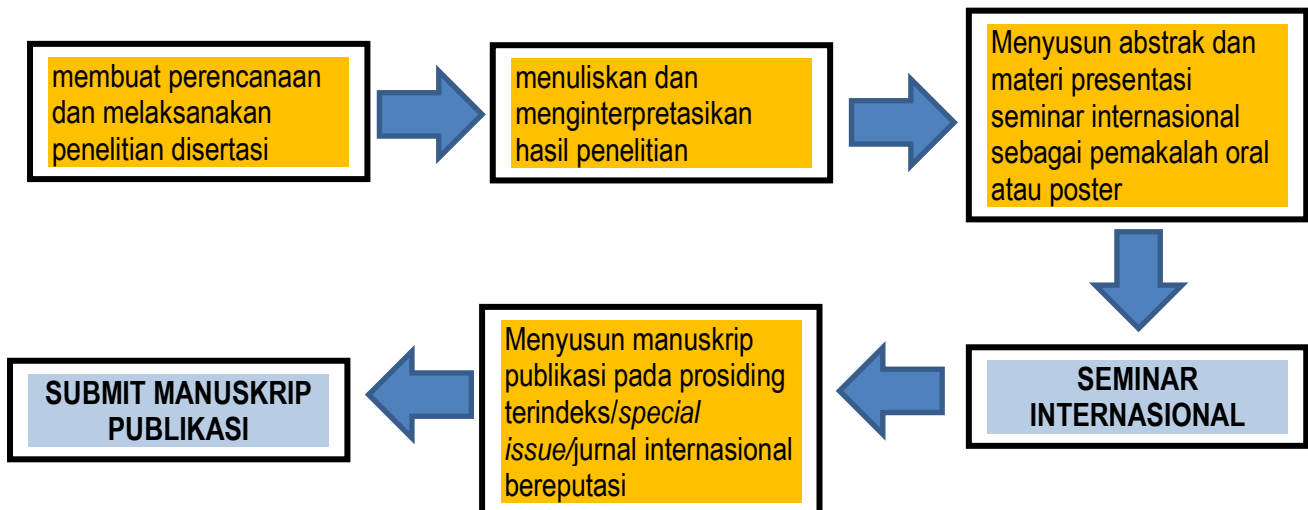 membuat perencanaan
dan melaksanakan
penelitian disertasi
menuliskan dan
menginterpretasikan
hasil penelitian
Menyusun abstrak dan
materi presentasi
seminar internasional
sebagai pemakalah oral
atau poster
SEMINAR
INTERNASIONAL
Menyusun manuskrip
publikasi pada prosiding
terindeks/special
issue/jurnal internasional
bereputasi
SUBMIT MANUSKRIP
PUBLIKASI